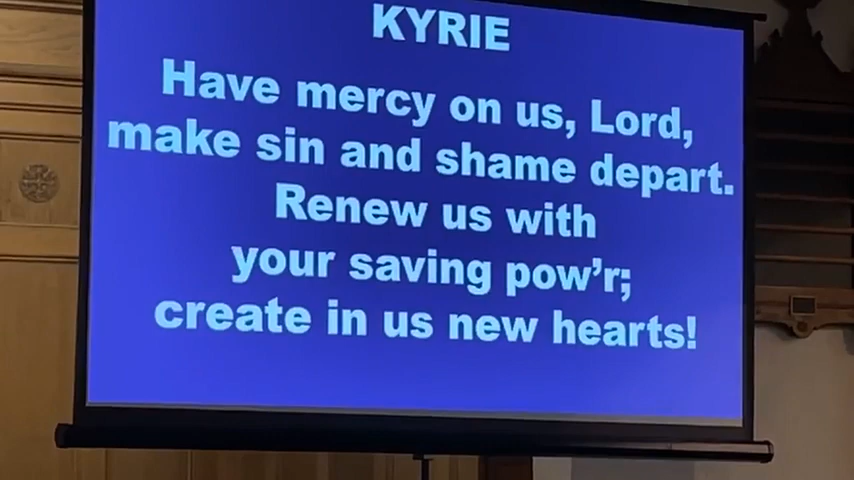 KYRIE
Have mercy on us, Lord,
make sin and shame depart.
Renew us with
your saving pow’r;
create in us new hearts!